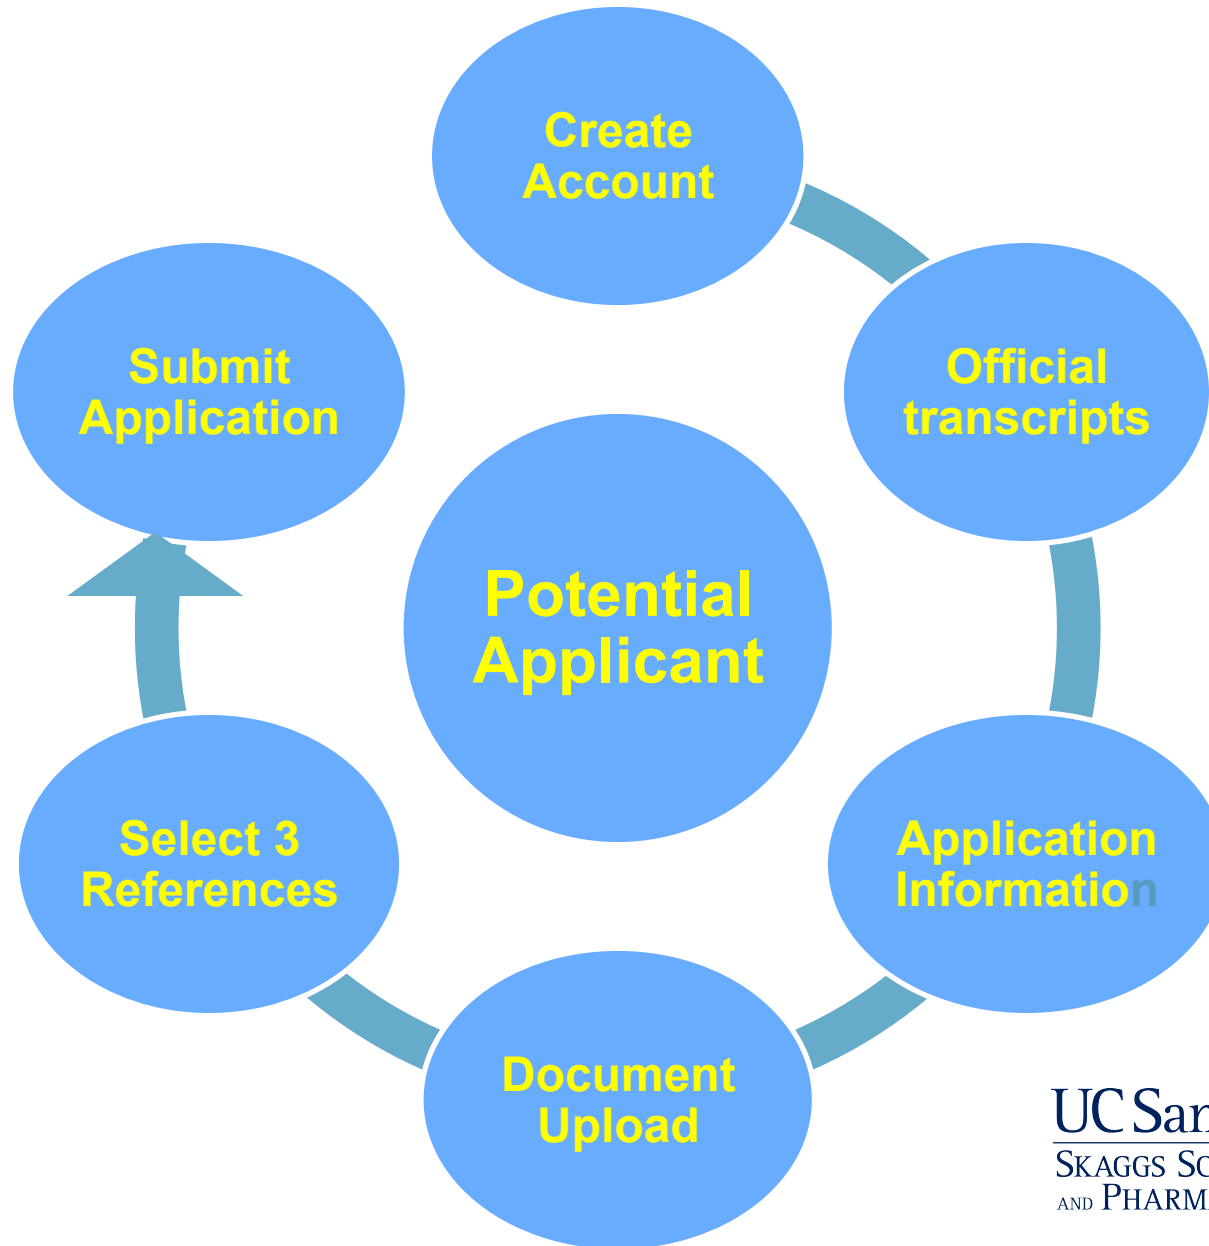 Create
Account
Official
transcripts
Application
Information
Document
Upload
Select 3
References
Submit
Application
Potential
Applicant
UC San
SKAGGS SC
AND PHARM